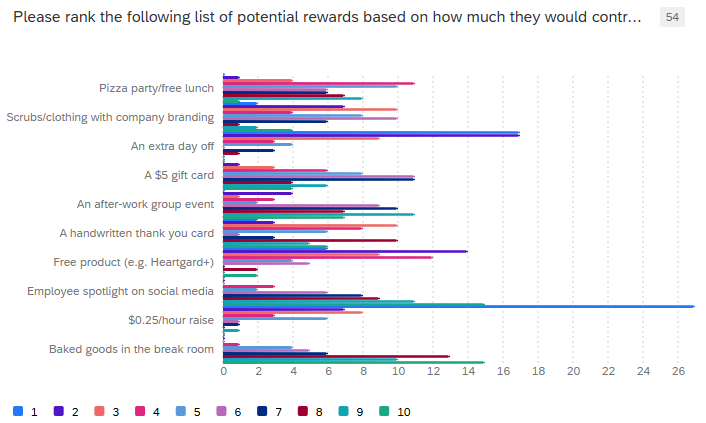 Please rank the following list of potential rewards based on how much they would contr... 54
Pizza party/free lunch
Scrubs/clothing with company branding
An extra day off
A $5 gift card
An after-work group event
A handwritten thank you card
Free product (e.g. Heartgard+)
Employee spotlight on social media
$0.25/hour raise
Baked goods in the break room
0 2 4 6 8 10 12 14 16 18 20 22 24 26
1 2 3 4 5 6 7 8 9 10